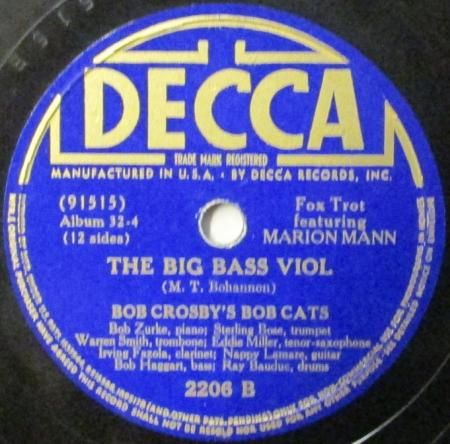 DECCA
TRADE MARK REGISTERED
MANUFACTURED IN U.S.A. • BY DECCA RECORDS, INC.
(91515)
Album 32-4
(12 sides)
Fox Trot
featuring
MARION MANN
THE BIG BASS VIOL
(M. T. Bohannon)
BOB CROSBY'S BOB CATS
Bob Zurke, piano; Sterling Bose, trumpet
Warren Smith, trombone; Eddie Miller, tenor-saxophone
Irving Fazola, clarinet; Nappy Lamare, guitar
Bob Haggart, bass; Ray Bauduc, drums
2206 B